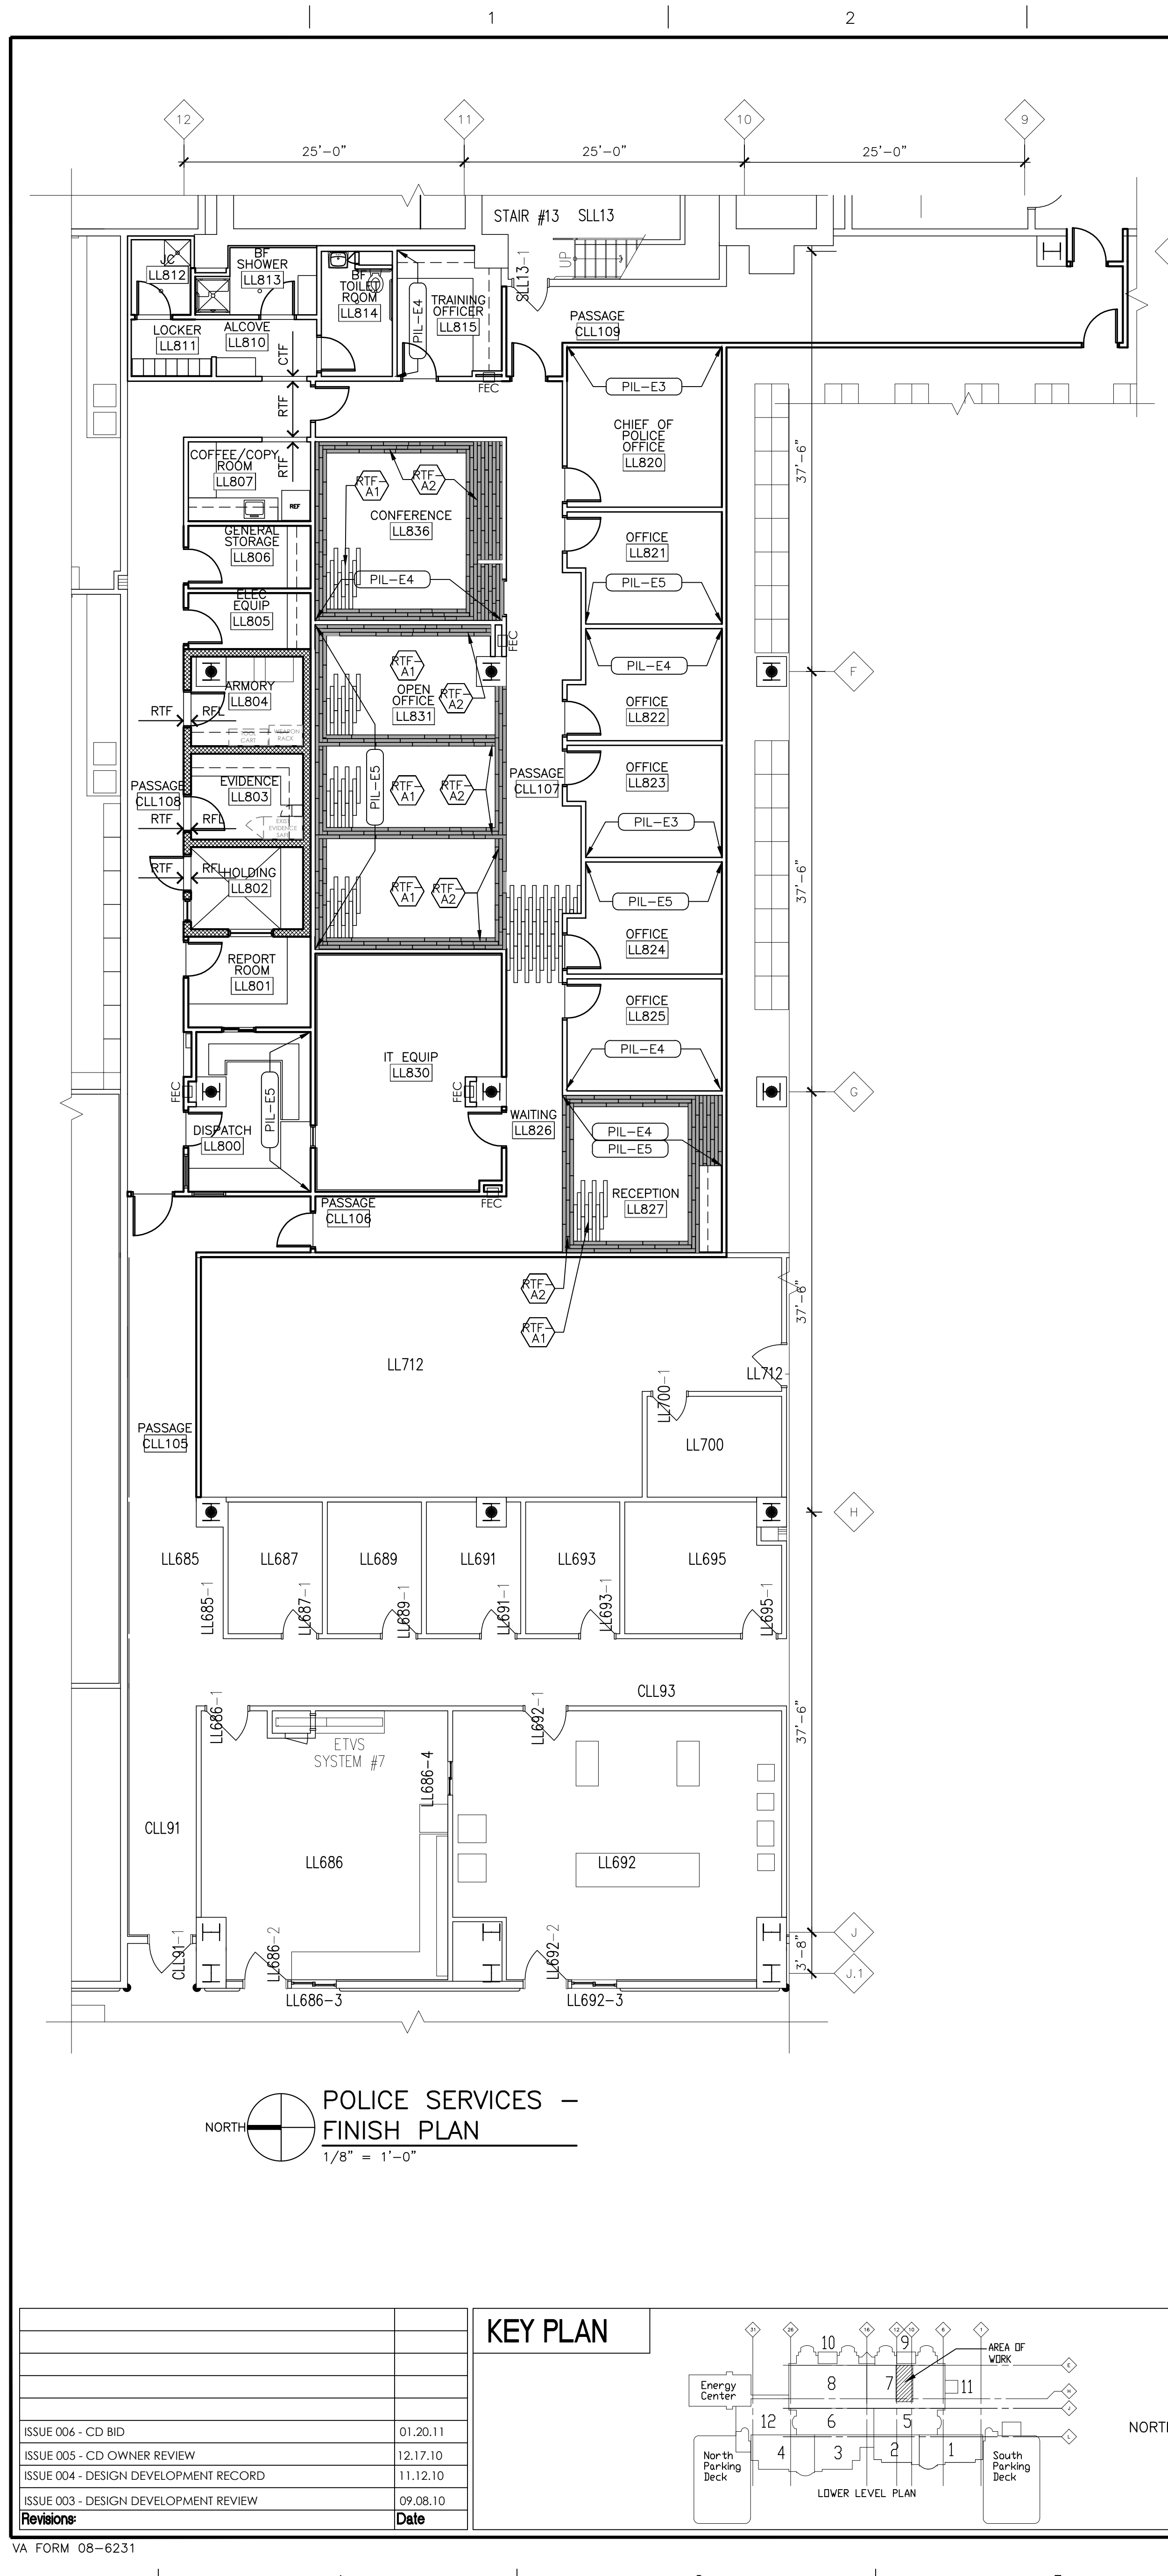 1
2
12
11
10
9
25'-0"
25'-0"
25'-0"
STAIR #13 SLL13
UP
SLL13-1
JC
LL812
BF
SHOWER
LL813
BF
TOILET
ROOM
LL814
PIL-E4
TRAINING
OFFICER
LL815
PASSAGE
CLL109
LOCKER
LL811
ALCOVE
LL810
CTF
RTF
RTF
FEC
PIL-E3
CHIEF OF
POLICE
OFFICE
LL820
37'-6"
COFFEE/COPY
ROOM
LL807
REF
RTF-
A1
RTF-
A2
CONFERENCE
LL836
PIL-E4
GENERAL
STORAGE
LL806
OFFICE
LL821
PIL-E5
ELEC
EQUIP
LL805
FEC
PIL-E4
F
ARMORY
LL804
RTF
RFL
CART
WEAPON
RACK
RTF-
A1
OPEN
OFFICE
LL831
RTF-
A2
OFFICE
LL822
PASSAGE
CLL108
EVIDENCE
LL803
EXIST
EVIDENCE
SAFE
RTF
RFL
PIL-E5
RTF-
A1
RTF-
A2
PASSAGE
CLL107
OFFICE
LL823
PIL-E3
RTF
RFL
HOLDING
LL802
RTF-
A1
RTF-
A2
PIL-E5
37'-6"
OFFICE
LL824
REPORT
ROOM
LL801
OFFICE
LL825
PIL-E4
IT EQUIP
LL830
FEC
FEC
G
PIL-E5
DISPATCH
LL800
WAITING
LL826
PIL-E4
PIL-E5
RECEPTION
LL827
FEC
PASSAGE
CLL106
RTF-
A2
RTF-
A1
37'-6"
LL712
LL712-
LL700-1
LL700
PASSAGE
CLL105
H
LL685
LL687
LL689
LL691
LL693
LL695
LL685-1
LL687-1
LL689-1
LL691-1
LL693-1
LL695-1
CLL93
LL686-1
LL692-1
37'-6"
ETVS
SYSTEM #7
LL686-4
CLL91
LL686
LL692
J
CLL91-1
LL686-2
LL692-2
3'-8"
J.1
LL686-3
LL692-3
NORTH
POLICE SERVICES -
FINISH PLAN
1/8" = 1'-0"
KEY PLAN
31
26
16
12
10
6
1
10
9
AREA OF
WORK
E
Energy
Center
8
7
11
H
J
12
6
5
L
North
Parking
Deck
4
3
2
1
South
Parking
Deck
LOWER LEVEL PLAN
NORTH
ISSUE 006 - CD BID 01.20.11
ISSUE 005 - CD OWNER REVIEW 12.17.10
ISSUE 004 - DESIGN DEVELOPMENT RECORD 11.12.10
ISSUE 003 - DESIGN DEVELOPMENT REVIEW 09.08.10
Revisions: Date
VA FORM 08-6231